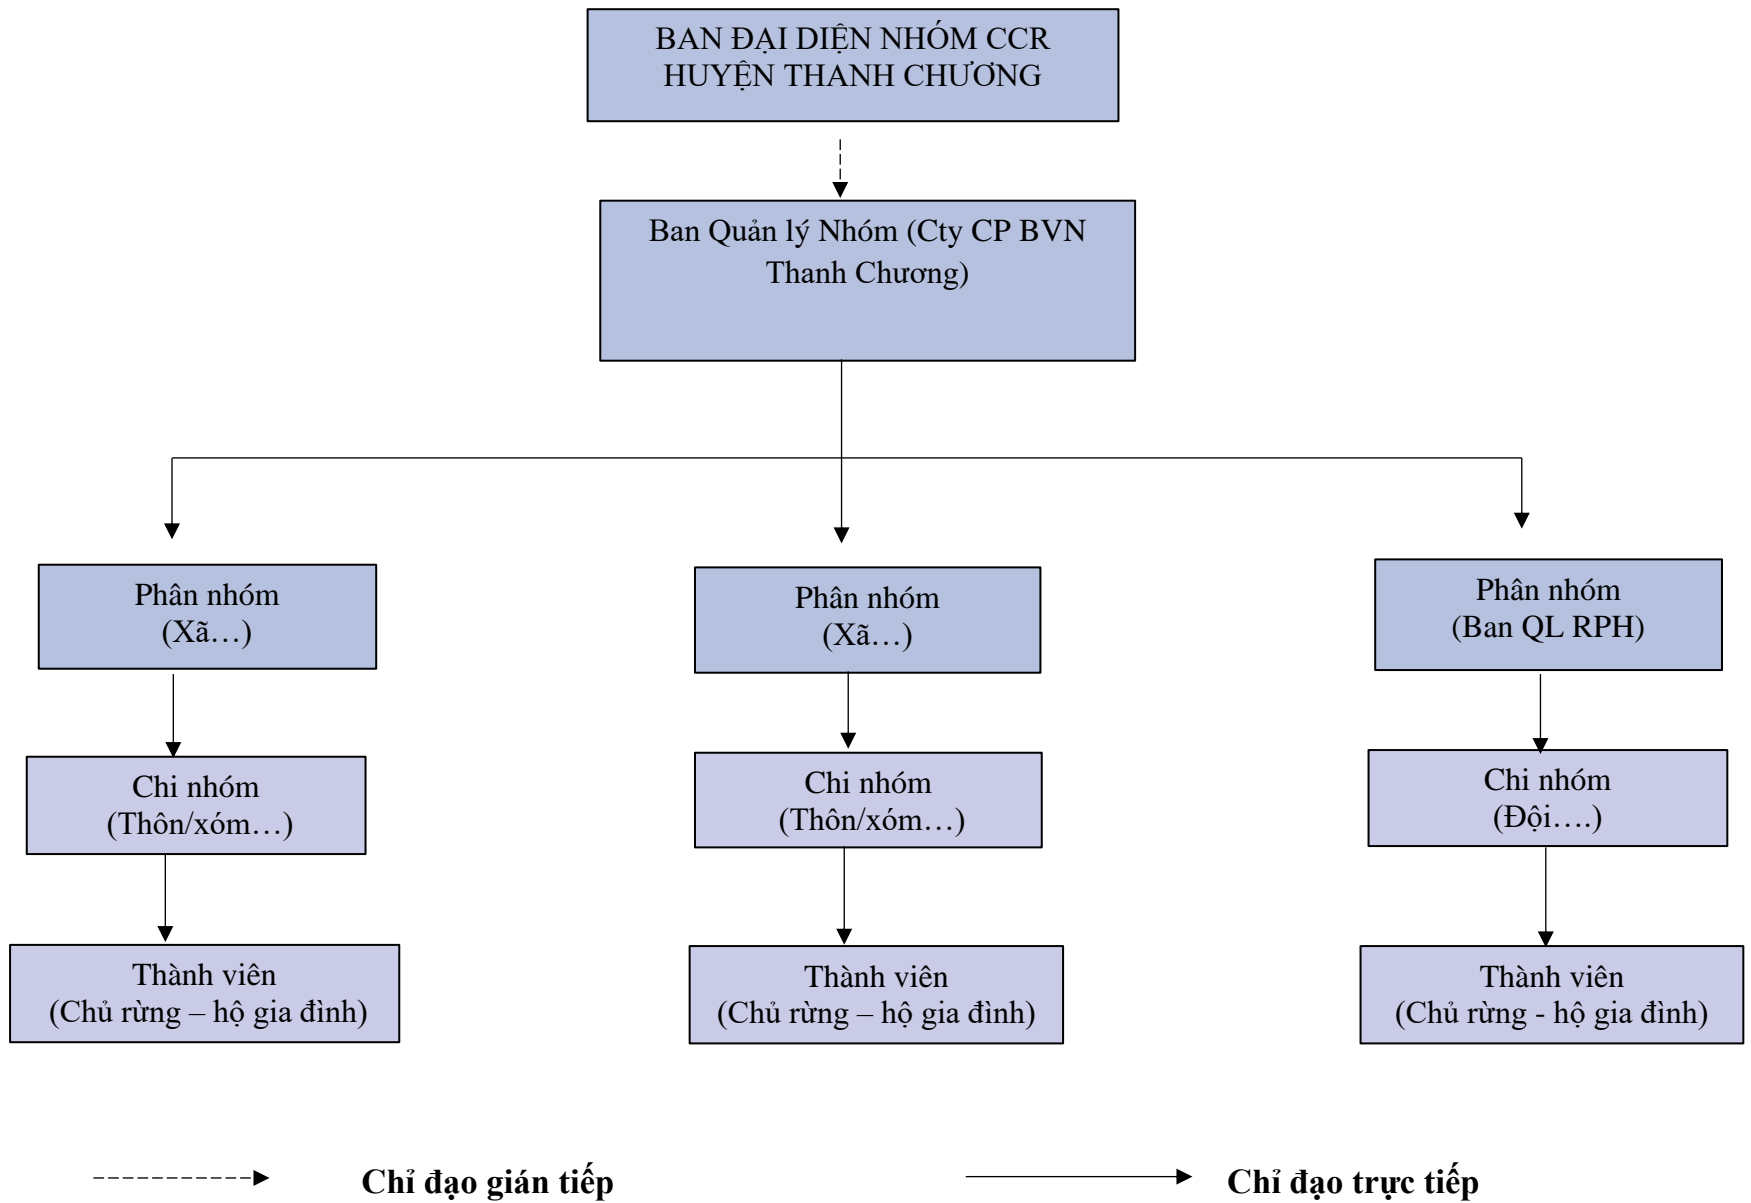 BAN ĐẠI DIỆN NHÓM CCR
HUYỆN THANH CHƯƠNG
Ban Quản lý Nhóm (Cty CP BVN
Thanh Chương)
Phân nhóm
(Xã…)
Phân nhóm
(Xã…)
Phân nhóm
(Ban QL RPH)
Chi nhóm
(Thôn/xóm…)
Chi nhóm
(Thôn/xóm…)
Chi nhóm
(Đội….)
Thành viên
(Chủ rừng – hộ gia đình)
Thành viên
(Chủ rừng – hộ gia đình)
Thành viên
(Chủ rừng - hộ gia đình)
Chỉ đạo gián tiếp
Chỉ đạo trực tiếp